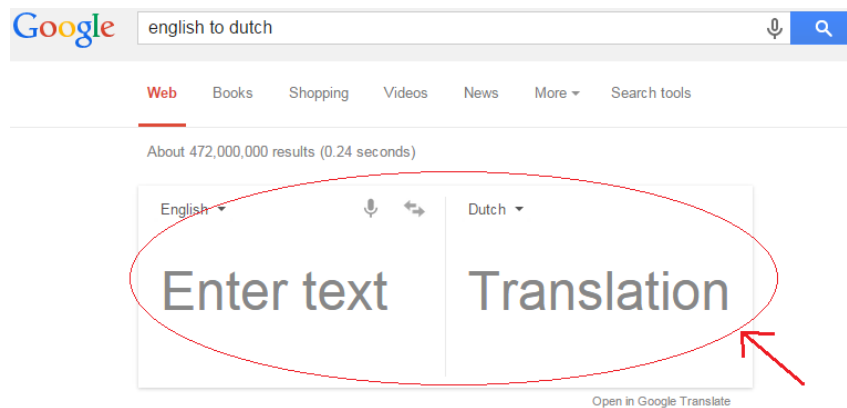 Google english to dutch
Web Books Shopping Videos News More Search tools
About 472,000,000 results (0.24 seconds)
English Dutch
Enter text Translation
Open in Google Translate